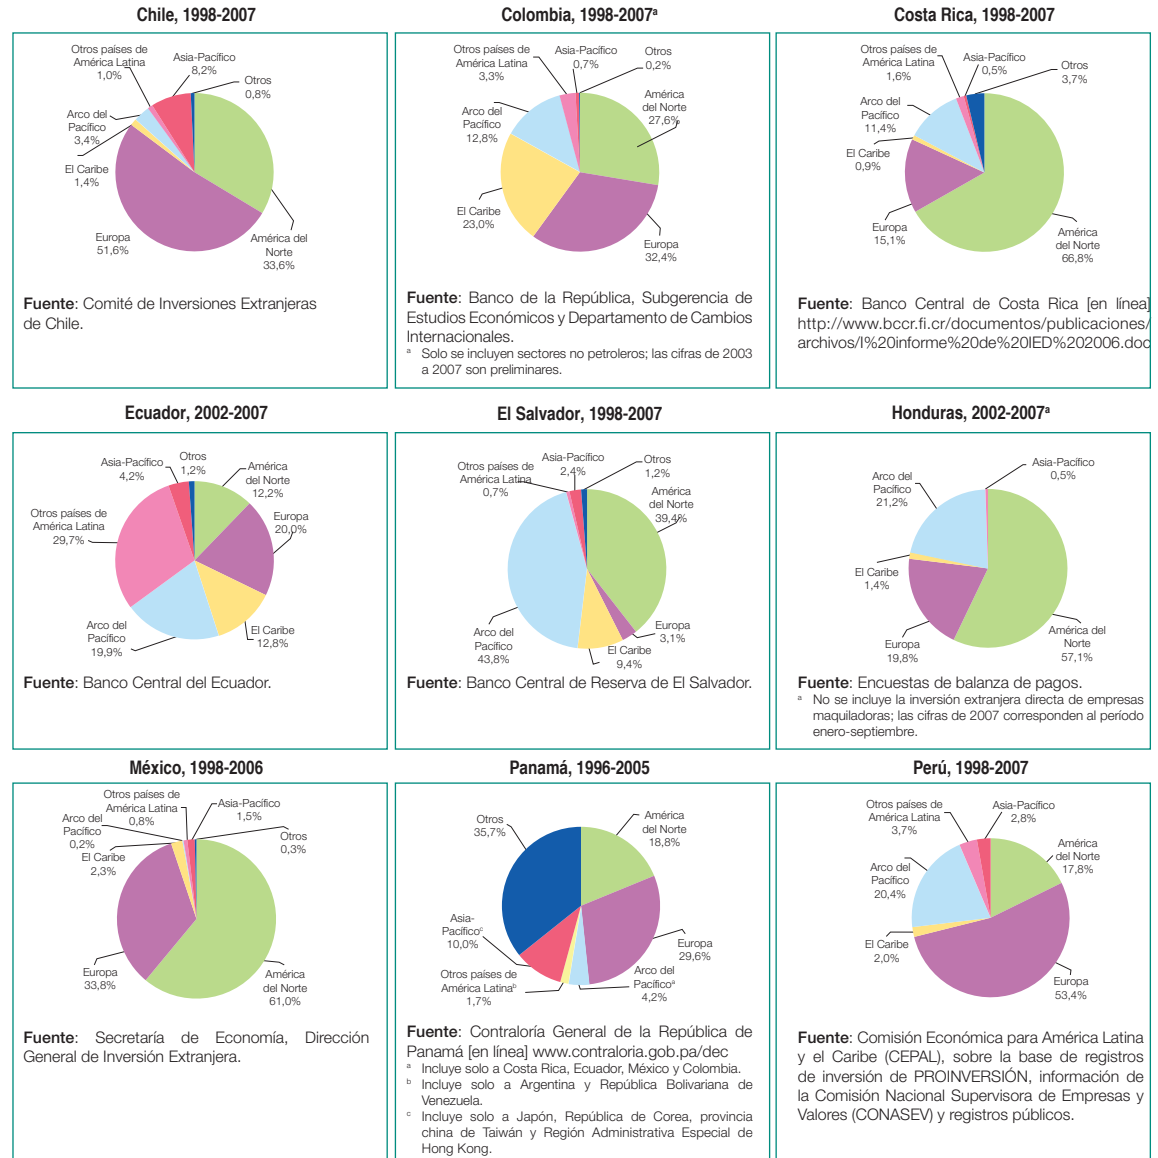 Chile, 1998-2007
Otros países de
América Latina
1,0%
Asia-Pacífico
8,2%
Otros
0,8%
Arco del
Pacífico
3,4%
El Caribe
1,4%
Europa
51,6%
América del
Norte
33,6%
Fuente: Comité de Inversiones Extranjeras
de Chile.
Colombia, 1998-2007ª
Otros países de
América Latina
3,3%
Asia-Pacífico
0,7%
Otros
0,2%
América
del Norte
27,6%
Arco del
Pacífico
12,8%
El Caribe
23,0%
Europa
32,4%
Fuente: Banco de la República, Subgerencia de
Estudios Económicos y Departamento de Cambios
Internacionales.
a Solo se incluyen sectores no petroleros; las cifras de 2003
a 2007 son preliminares.
Costa Rica, 1998-2007
Otros países de
América Latina
1,6%
Asia-Pacífico
0,5%
Otros
3,7%
Arco del
Pacífico
11,4%
El Caribe
0,9%
Europa
15,1%
América del
Norte
66,8%
Fuente: Banco Central de Costa Rica [en línea]
http://www.bccr.fi.cr/documentos/publicaciones/
archivos/I%20informe%20de%20IED%202006.doc
Ecuador, 2002-2007
Asia-Pacífico
4,2%
Otros
1,2%
América
del Norte
12,2%
Europa
20,0%
Otros países de
América Latina
29,7%
Arco del
Pacífico
19,9%
El Caribe
12,8%
Fuente: Banco Central del Ecuador.
El Salvador, 1998-2007
Otros países de
América Latina
0,7%
Asia-Pacífico
2,4%
Otros
1,2%
América
del Norte
39,4%
Arco del
Pacífico
43,8%
Europa
3,1%
El Caribe
9,4%
Fuente: Banco Central de Reserva de El Salvador.
Honduras, 2002-2007ª
Arco del
Pacífico
21,2%
Asia-Pacífico
0,5%
El Caribe
1,4%
Europa
19,8%
América del
Norte
57,1%
Fuente: Encuestas de balanza de pagos.
a No se incluye la inversión extranjera directa de empresas
maquiladoras; las cifras de 2007 corresponden al período
enero-septiembre.
México, 1998-2006
Otros países de
América Latina
0,8%
Asia-Pacífico
1,5%
Otros
0,3%
Arco del
Pacífico
0,2%
El Caribe
2,3%
Europa
33,8%
América
del Norte
61,0%
Fuente: Secretaría de Economía, Dirección
General de Inversión Extranjera.
Panamá, 1996-2005
Otros
35,7%
América
del Norte
18,8%
Asia-
Pacíficoc
10,0%
Otros países de
América Latinab
1,7%
Arco del
Pacíficoa
4,2%
Europa
29,6%
Fuente: Contraloría General de la República de
Panamá [en línea] www.contraloria.gob.pa/dec
a Incluye solo a Costa Rica, Ecuador, México y Colombia.
b Incluye solo a Argentina y República Bolivariana de
Venezuela.
c Incluye solo a Japón, República de Corea, provincia
china de Taiwán y Región Administrativa Especial de
Hong Kong.
Perú, 1998-2007
Otros países de
América Latina
3,7%
Asia-Pacífico
2,8%
América
del Norte
17,8%
Arco del
Pacífico
20,4%
El Caribe
2,0%
Europa
53,4%
Fuente: Comisión Económica para América Latina
y el Caribe (CEPAL), sobre la base de registros
de inversión de PROINVERSIÓN, información de
la Comisión Nacional Supervisora de Empresas y
Valores (CONASEV) y registros públicos.